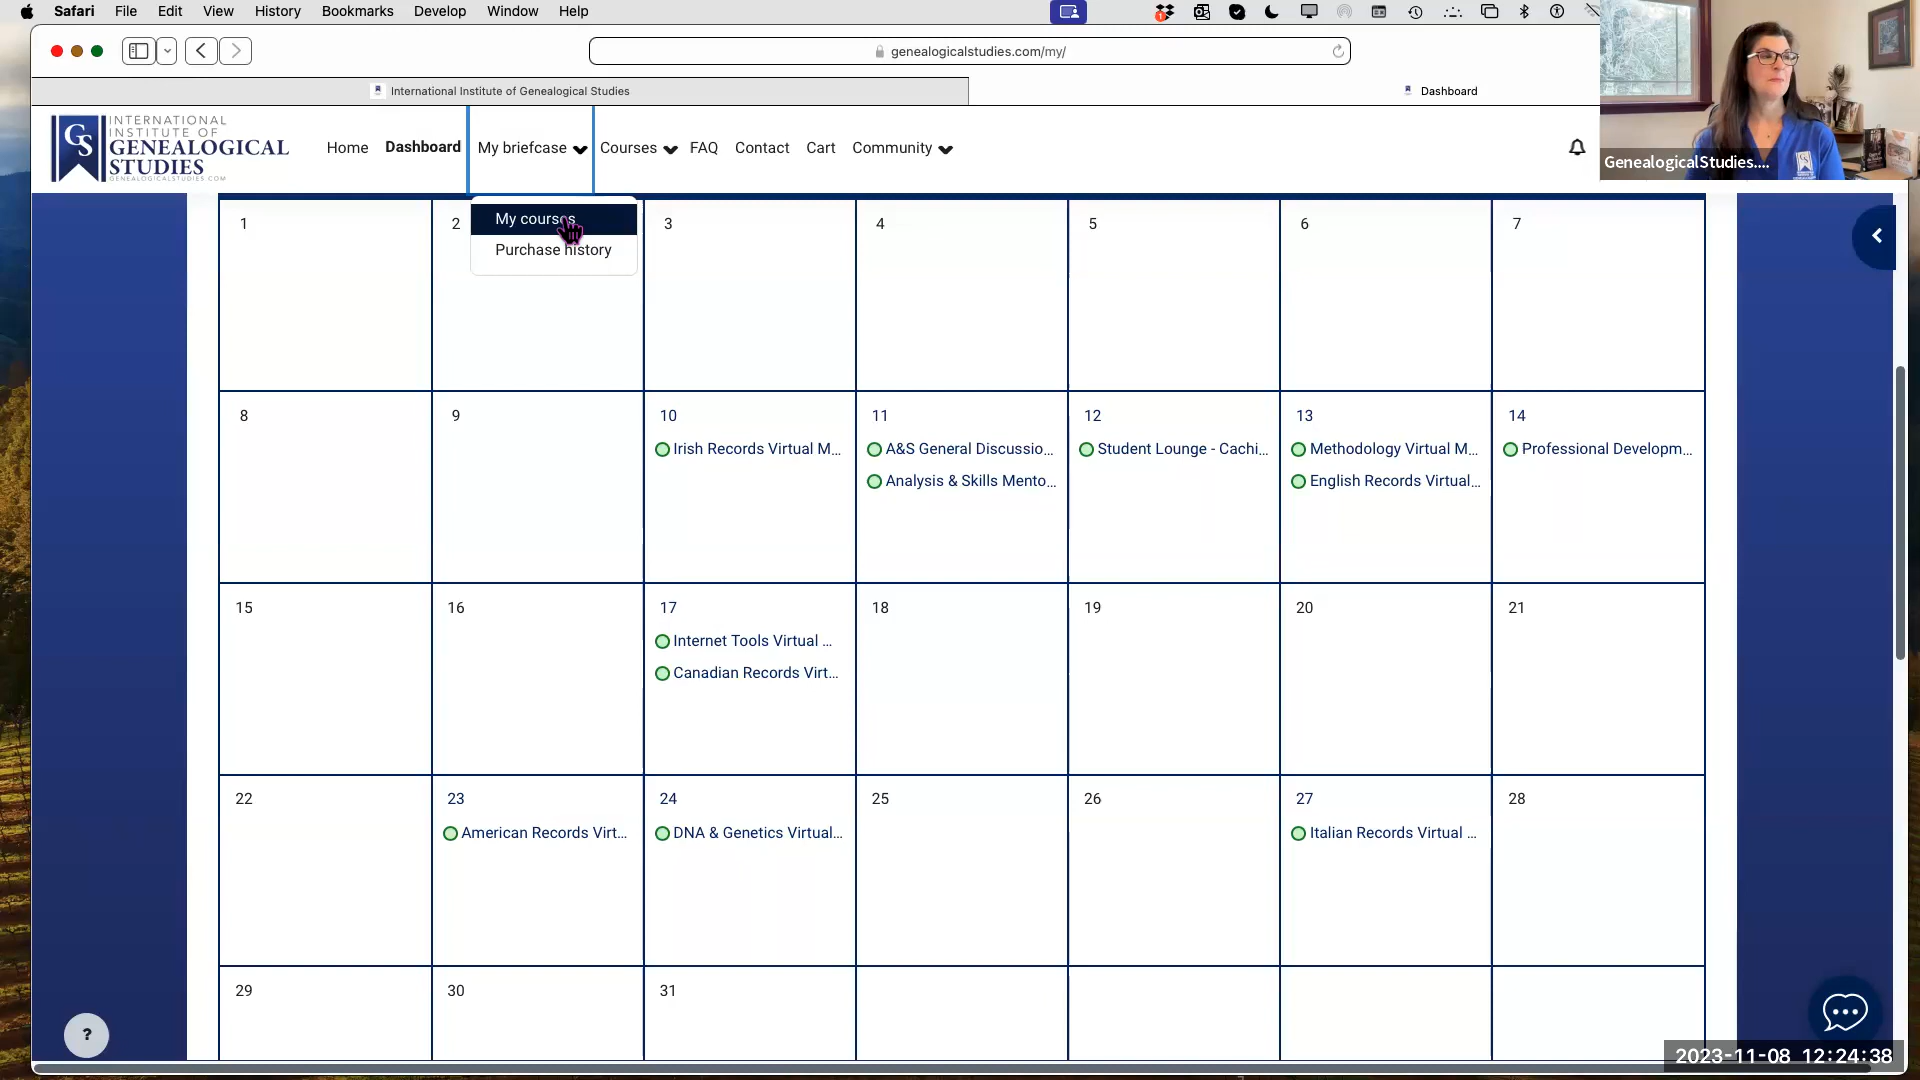 Safari File Edit View History Bookmarks Develop Window Help
genealogicalstudies.com/my/
International Institute of Genealogical Studies
Dashboard
GS
INTERNATIONAL
INSTITUTE OF
GENEALOGICAL
STUDIES
GENEALOGICALSTUDIES.COM
Home Dashboard My briefcase Courses FAQ Contact Cart Community
GenealogicalStudies....
My courses
Purchase history
1 2 3 4 5 6 7
8 9 10 11 12 13 14
Irish Records Virtual M... A&S General Discussio... Student Lounge - Cachi... Methodology Virtual M... Professional Developm...
Analysis & Skills Mento... English Records Virtual...
15 16 17 18 19 20 21
Internet Tools Virtual ...
Canadian Records Virt...
22 23 24 25 26 27 28
American Records Virt... DNA & Genetics Virtual... Italian Records Virtual ...
29 30 31
?
2023-11-08 12:24:38